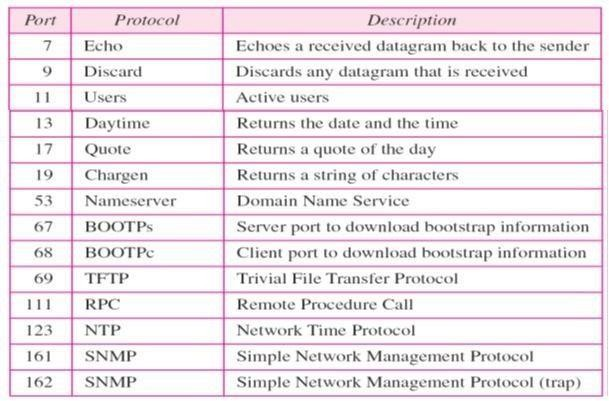 Port Protocol Description
7 Echo Echoes a received datagram back to the sender
9 Discard Discards any datagram that is received
11 Users Active users
13 Daytime Returns the date and the time
17 Quote Returns a quote of the day
19 Chargen Returns a string of characters
53 Nameserver Domain Name Service
67 BOOTPs Server port to download bootstrap information
68 BOOTPc Client port to download bootstrap information
69 TFTP Trivial File Transfer Protocol
111 RPC Remote Procedure Call
123 NTP Network Time Protocol
161 SNMP Simple Network Management Protocol
162 SNMP Simple Network Management Protocol (trap)